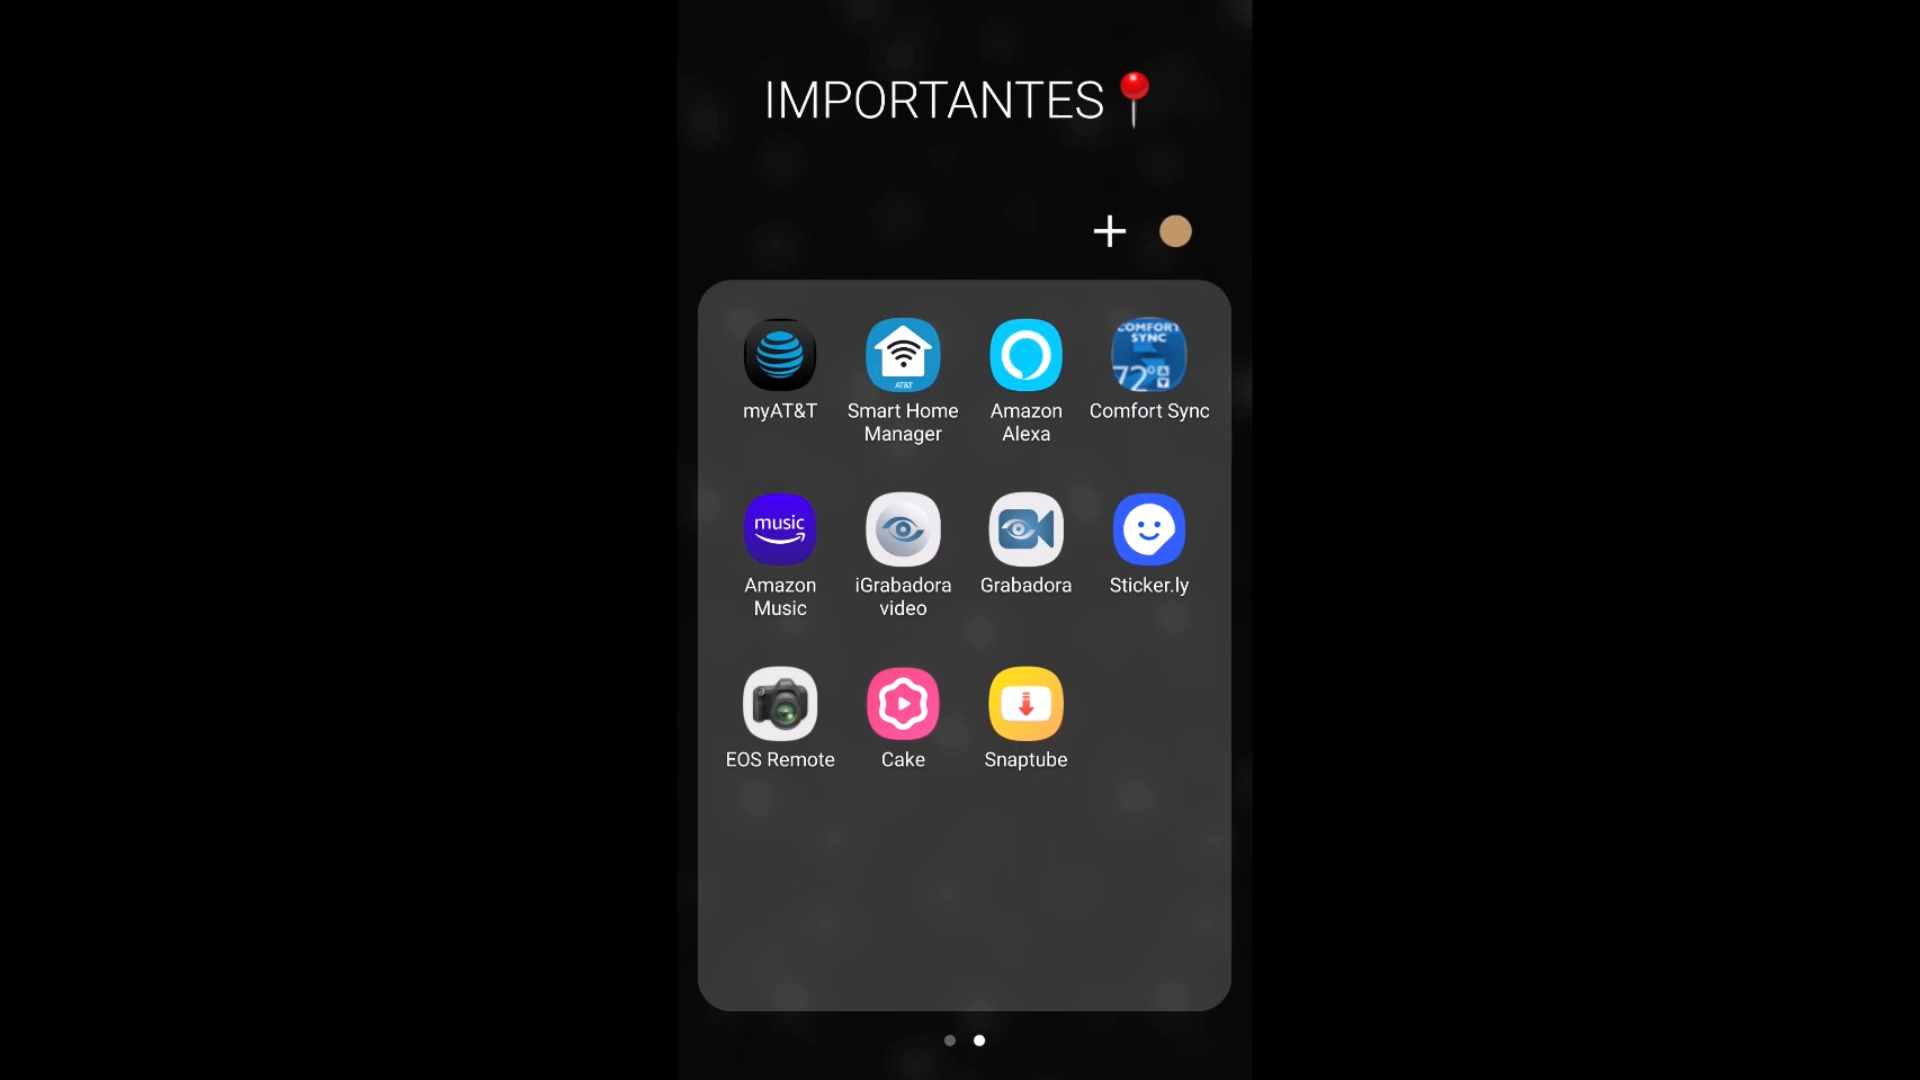 IMPORTANTES
AT&T
COMFORT
SYNC
72°
myAT&T
Smart Home
Manager
Amazon
Alexa
Comfort Sync
music
Amazon
Music
iGrabadora
video
Grabadora
Sticker.ly
EOS Remote
Cake
Snaptube